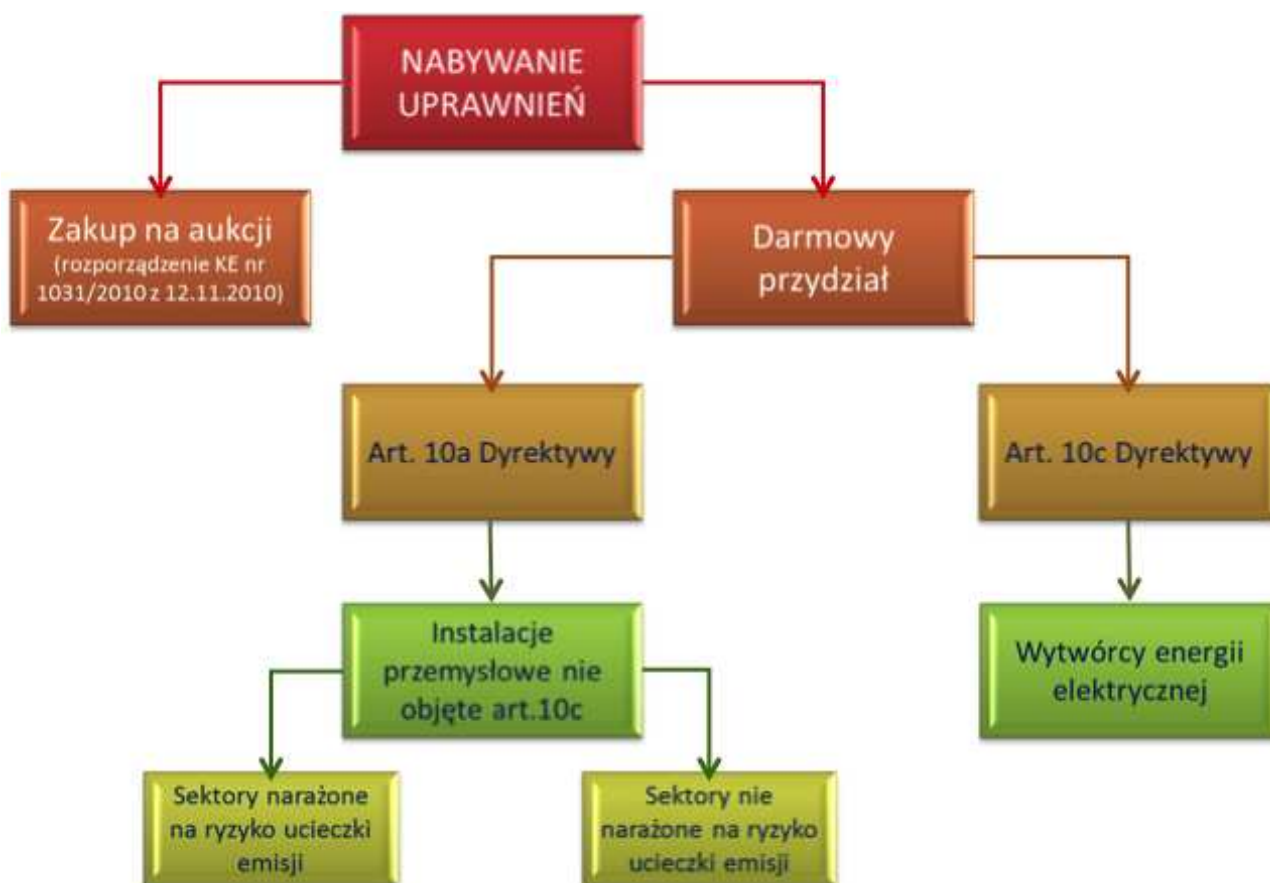 NABYWANIE
UPRAWNIEŃ
Zakup na aukcji
(rozporządzenie KE nr
1031/2010 z 12.11.2010)
Darmowy
przydział
Art. 10a Dyrektywy
Art. 10c Dyrektywy
Instalacje
przemysłowe nie
objęte art.10c
Wytwórcy energii
elektrycznej
Sektory narażone
na ryzyko ucieczki
emisji
Sektory nie
narażone na ryzyko
ucieczki emisji